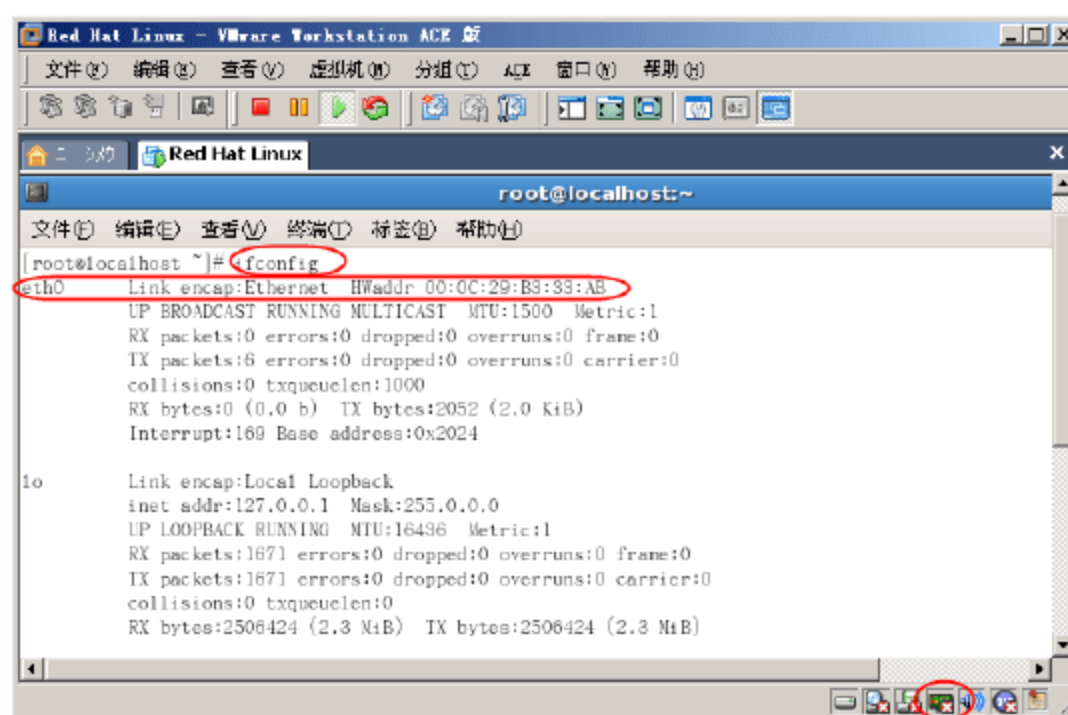 Red Hat Linux - VMware Workstation ACE 版
文件(F) 编辑(E) 查看(V) 虚拟机(M) 分组(T) ACE 窗口(N) 帮助(H)
Red Hat Linux
root@localhost:~
文件(F) 编辑(E) 查看(V) 终端(T) 标签(B) 帮助(H)
[root@localhost ~]# ifconfig
eth0 Link encap:Ethernet HWaddr 00:0C:29:B3:33:AB
UP BROADCAST RUNNING MULTICAST MTU:1500 Metric:1
RX packets:0 errors:0 dropped:0 overruns:0 frame:0
TX packets:6 errors:0 dropped:0 overruns:0 carrier:0
collisions:0 txqueuelen:1000
RX bytes:0 (0.0 b) TX bytes:2052 (2.0 KiB)
Interrupt:169 Base address:0x2024
lo Link encap:Local Loopback
inet addr:127.0.0.1 Mask:255.0.0.0
UP LOOPBACK RUNNING MTU:16436 Metric:1
RX packets:1671 errors:0 dropped:0 overruns:0 frame:0
TX packets:1671 errors:0 dropped:0 overruns:0 carrier:0
collisions:0 txqueuelen:0
RX bytes:2506424 (2.3 MiB) TX bytes:2506424 (2.3 MiB)